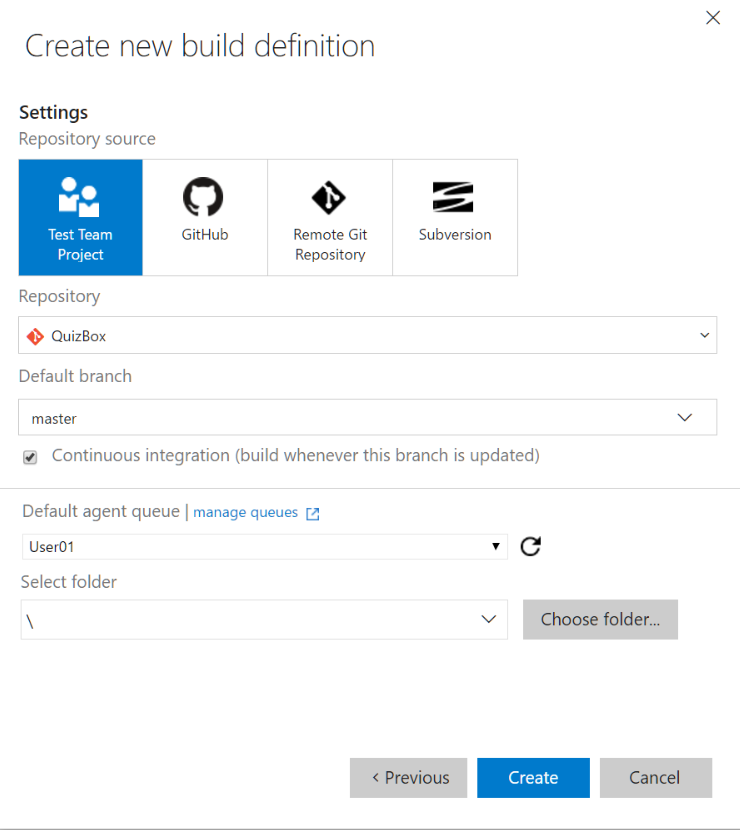 Create new build definition
Settings
Repository source
Test Team
Project
GitHub
Remote Git
Repository
Subversion
Repository
QuizBox
Default branch
master
Continuous integration (build whenever this branch is updated)
Default agent queue | manage queues
User01
Select folder
\
Choose folder...
< Previous
Create
Cancel